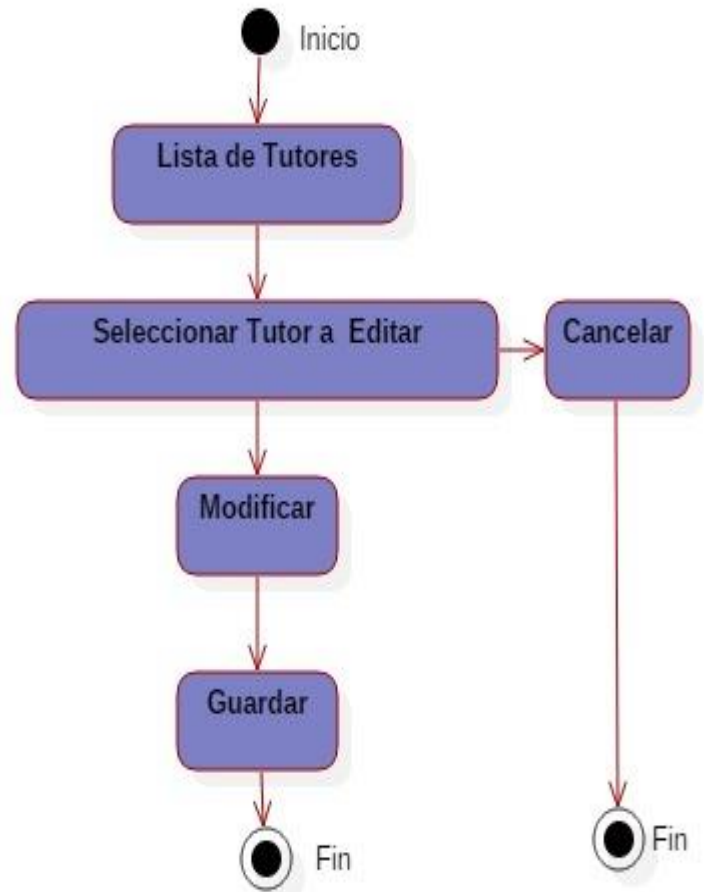 Inicio
Lista de Tutores
Seleccionar Tutor a Editar
Cancelar
Modificar
Guardar
Fin
Fin